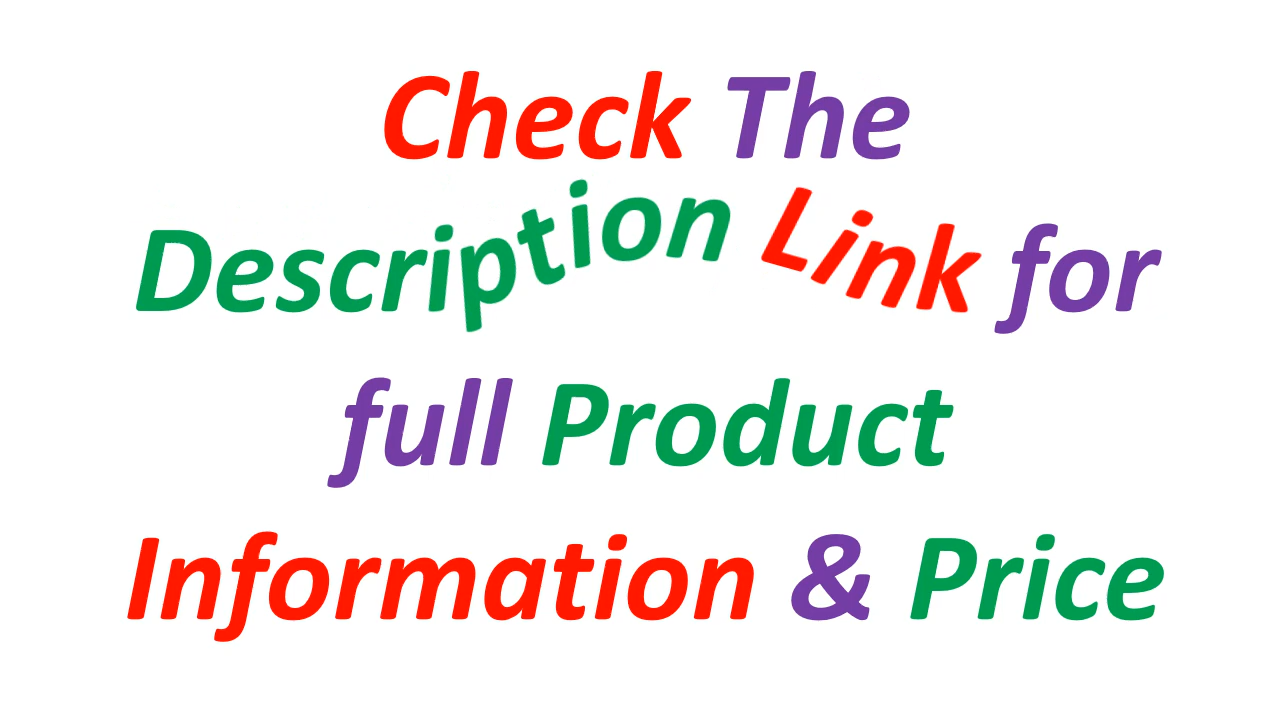 Check The
Description Link for
full Product
Information & Price